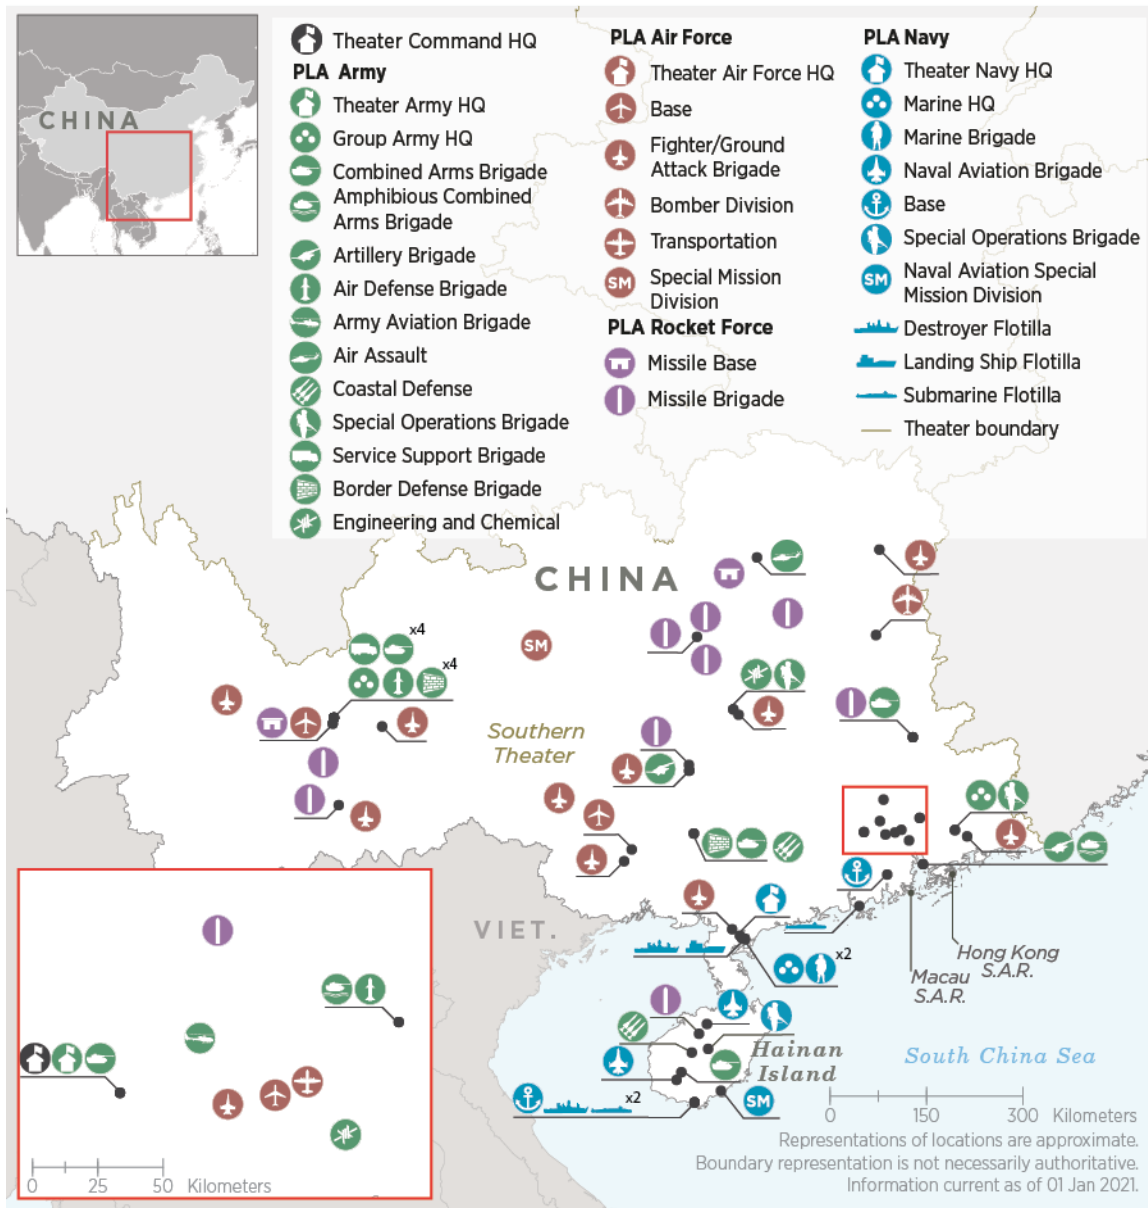 CHINA
Theater Command HQ
PLA Army
Theater Army HQ
Group Army HQ
Combined Arms Brigade
Amphibious Combined
Arms Brigade
Artillery Brigade
Air Defense Brigade
Army Aviation Brigade
Air Assault
Coastal Defense
Special Operations Brigade
Service Support Brigade
Border Defense Brigade
Engineering and Chemical
PLA Air Force
Theater Air Force HQ
Base
Fighter/Ground
Attack Brigade
Bomber Division
Transportation
SM
Special Mission
Division
PLA Rocket Force
Missile Base
Missile Brigade
PLA Navy
Theater Navy HQ
Marine HQ
Marine Brigade
Naval Aviation Brigade
Base
Special Operations Brigade
SM
Naval Aviation Special
Mission Division
Destroyer Flotilla
Landing Ship Flotilla
Submarine Flotilla
Theater boundary
CHINA
x4
SM
x4
Southern
Theater
VIET.
x2
Hong Kong
S.A.R.
Macau
S.A.R.
Hainan
Island
South China Sea
x2
SM
0 150 300 Kilometers
Representations of locations are approximate.
Boundary representation is not necessarily authoritative.
Information current as of 01 Jan 2021.
0 25 50 Kilometers